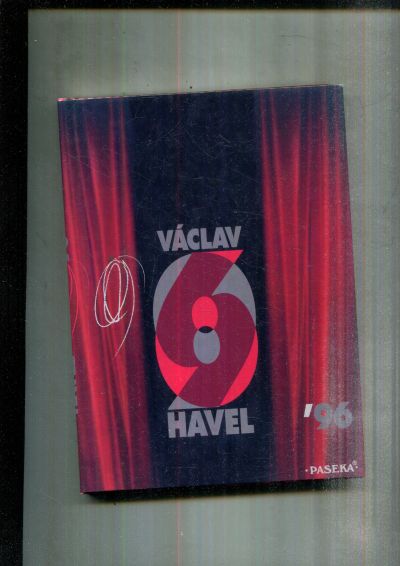 VÁCLAV
HAVEL
'96
·PASEKA®·